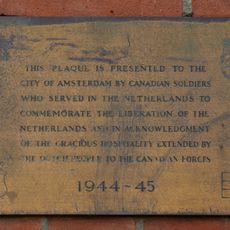 THIS PLAQUE IS PRESENTED TO THE
CITY OF AMSTERDAM BY CANADIAN SOLDIERS
WHO SERVED IN THE NETHERLANDS TO
COMMEMORATE THE LIBERATION OF THE
NETHERLANDS AND IN ACKNOWLEDGMENT
OF THE GRACIOUS HOSPITALITY EXTENDED BY
THE DUTCH PEOPLE TO THE CANADIAN FORCES
1944-45